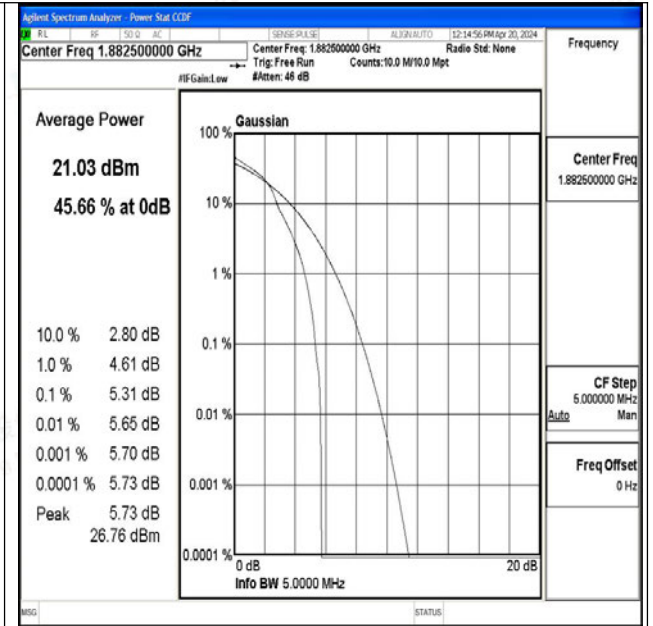 Agilent Spectrum Analyzer - Power Stat CCDF
RL RF 50 Ω AC SENSE:PULSE ALIGN AUTO 12:14:56 PM Apr 20, 2024
Center Freq 1.882500000 GHz
Center Freq: 1.882500000 GHz Radio Std: None
Trig: Free Run Counts:10.0 M/10.0 Mpt
#IFGain:Low #Atten: 46 dB
Frequency
Average Power
21.03 dBm
45.66 % at 0dB
10.0 % 2.80 dB
1.0 % 4.61 dB
0.1 % 5.31 dB
0.01 % 5.65 dB
0.001 % 5.70 dB
0.0001 % 5.73 dB
Peak 5.73 dB
26.76 dBm
Gaussian
100 %
10 %
1 %
0.1 %
0.01 %
0.001 %
0.0001 %
0 dB 20 dB
Info BW 5.0000 MHz
Center Freq
1.882500000 GHz
CF Step
5.000000 MHz
Auto Man
Freq Offset
0 Hz
MSG STATUS